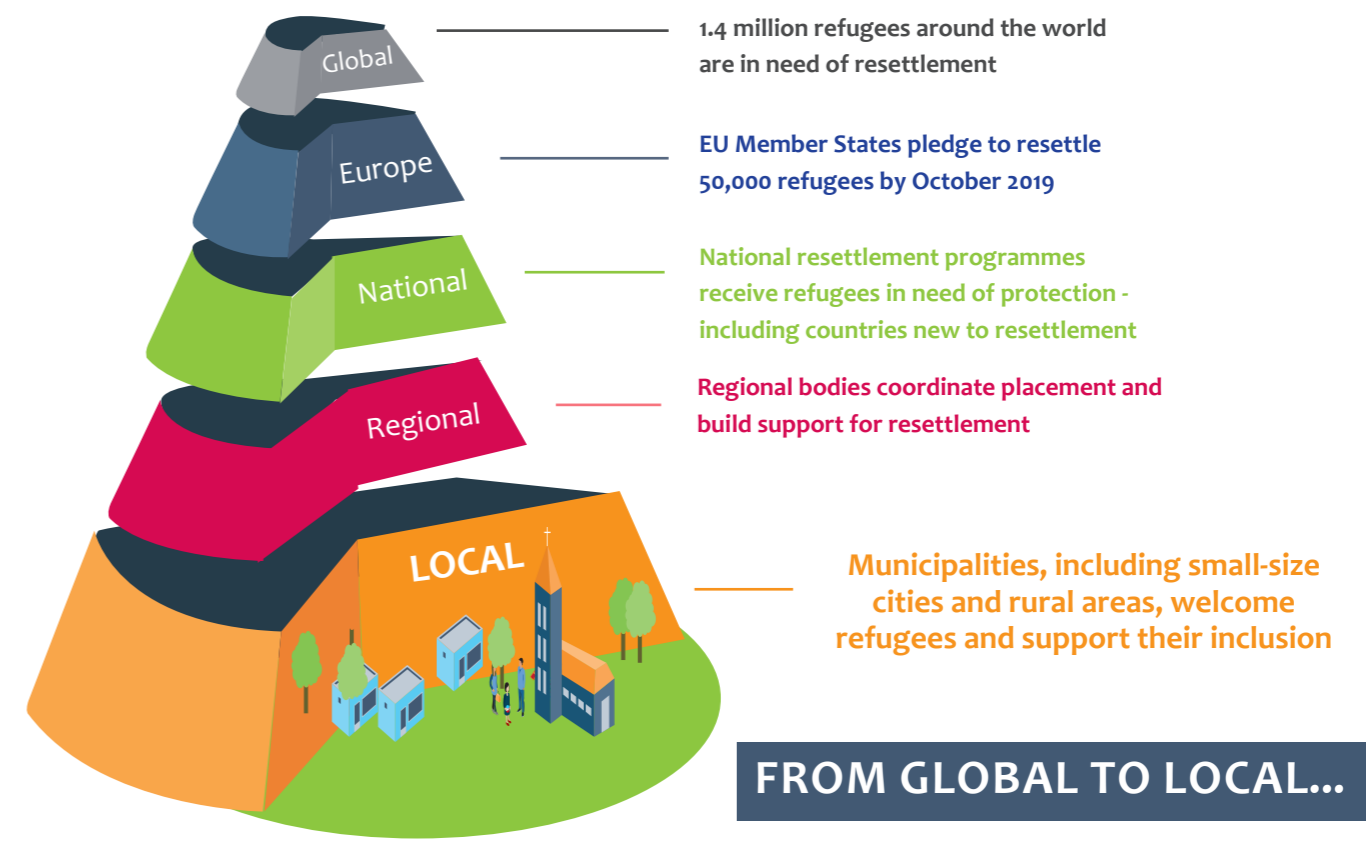 Global
1.4 million refugees around the world
are in need of resettlement
Europe
EU Member States pledge to resettle
50,000 refugees by October 2019
National
National resettlement programmes
receive refugees in need of protection -
including countries new to resettlement
Regional
Regional bodies coordinate placement and
build support for resettlement
LOCAL
Municipalities, including small-size
cities and rural areas, welcome
refugees and support their inclusion
FROM GLOBAL TO LOCAL...